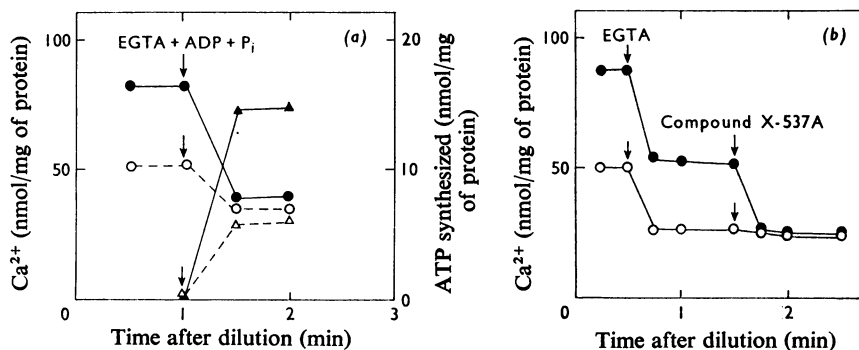 (a)
EGTA + ADP + Pi
Ca2+ (nmol/mg of protein)
100
50
0
20
10
0
ATP synthesized (nmol/mg
of protein)
0 1 2 3
Time after dilution (min)
(b)
EGTA
Compound X-537A
Ca2+ (nmol/mg of protein)
100
50
0 1 2
Time after dilution (min)